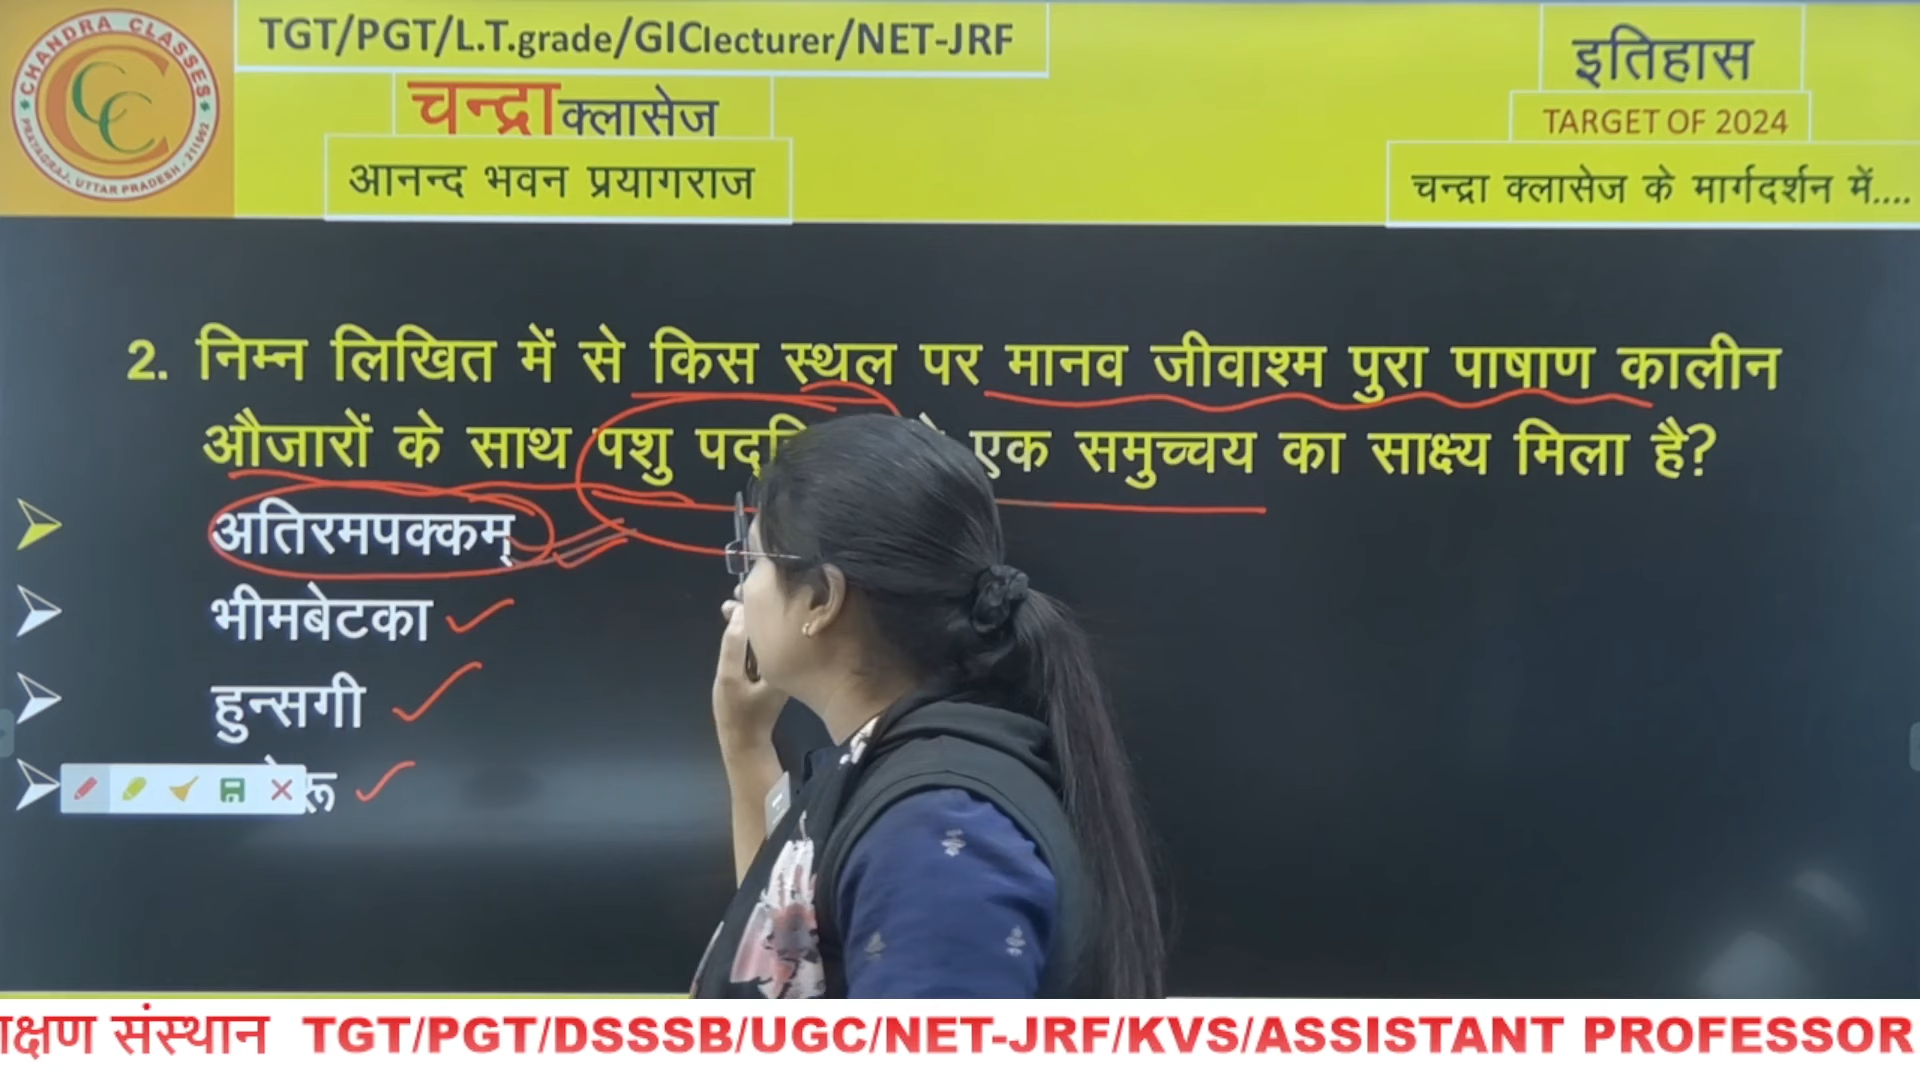 CHANDRA CLASSES
PRAYAGRAJ, UTTAR PRADESH - 211002
TGT/PGT/L.T.grade/GIClecturer/NET-JRF
चन्द्रा क्लासेज
आनन्द भवन प्रयागराज
इतिहास
TARGET OF 2024
चन्द्रा क्लासेज के मार्गदर्शन में....
2. निम्न लिखित में से किस स्थल पर मानव जीवाश्म पुरा पाषाण कालीन
औजारों के साथ पशु एक समुच्चय का साक्ष्य मिला है?
अतिरमपक्कम्
भीमबेटका
हुन्सगी
संस्थान TGT/PGT/DSSSB/UGC/NET-JRF/KVS/ASSISTANT PROFESSOR